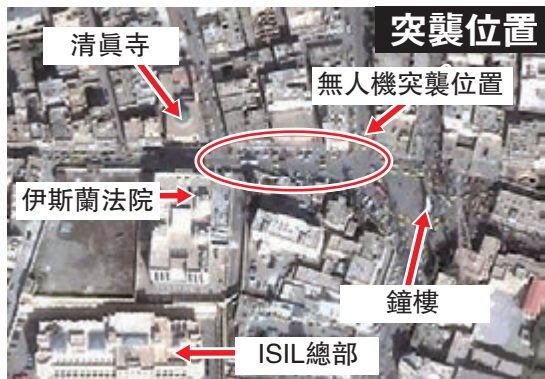 突襲位置
清眞寺
無人機突襲位置
伊斯蘭法院
鐘樓
ISIL總部